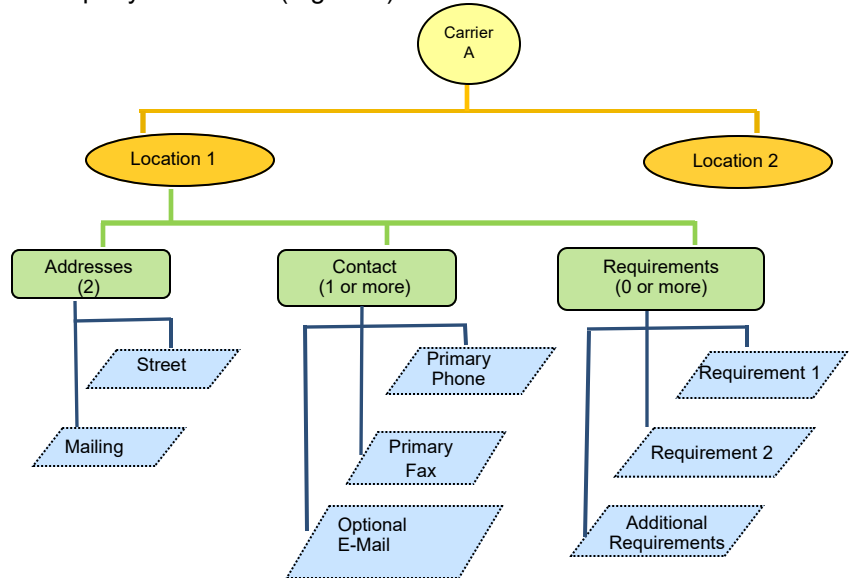 Carrier
A
Location 1
Location 2
Addresses
(2)
Contact
(1 or more)
Requirements
(0 or more)
Street
Mailing
Primary
Phone
Primary
Fax
Optional
E-Mail
Requirement 1
Requirement 2
Additional
Requirements